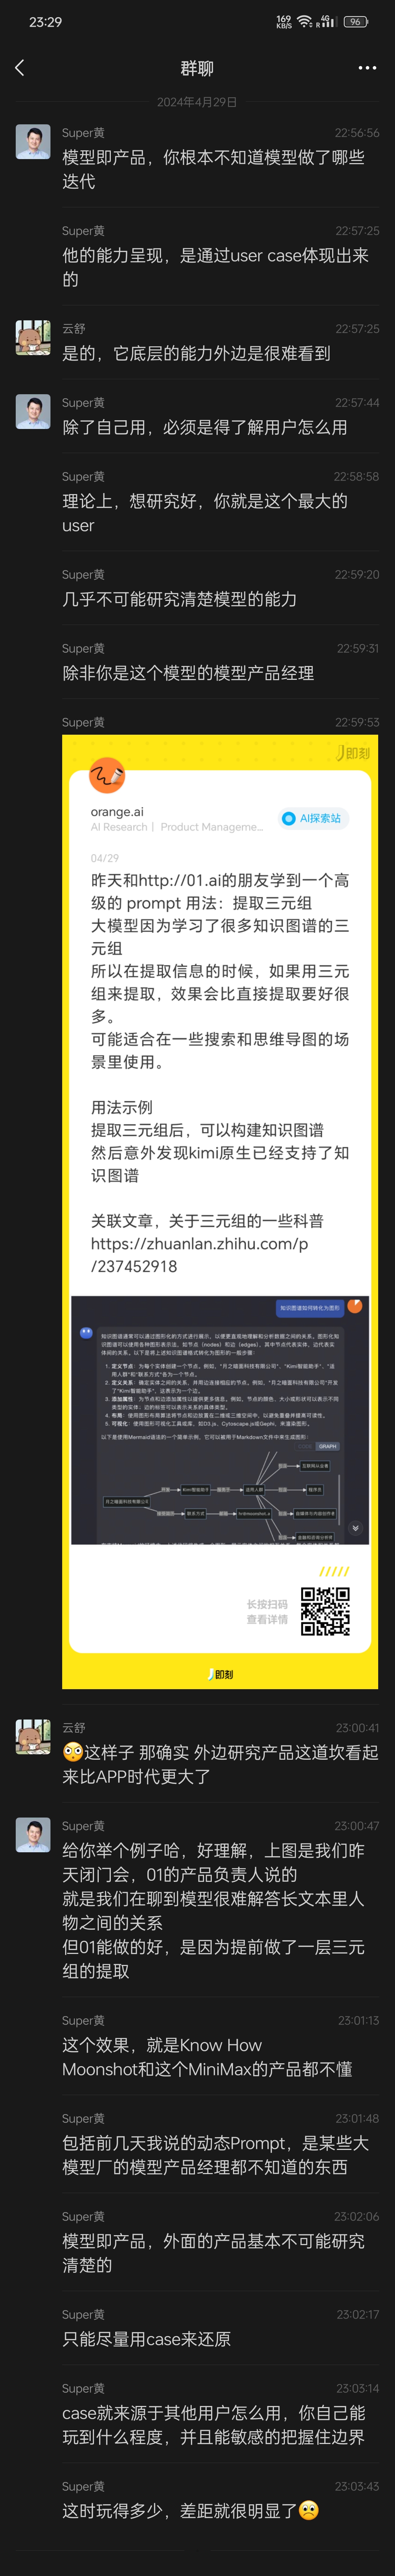 23:29
169
KB/S
4G
R
96
群聊
2024年4月29日
Super黄
22:56:56
模型即产品，你根本不知道模型做了哪些
迭代
Super黄
22:57:25
他的能力呈现，是通过user case体现出来
的
云舒
22:57:25
是的，它底层的能力外边是很难看到
Super黄
22:57:44
除了自己用，必须是得了解用户怎么用
Super黄
22:58:58
理论上，想研究好，你就是这个最大的
user
Super黄
22:59:20
几乎不可能研究清楚模型的能力
Super黄
22:59:31
除非你是这个模型的模型产品经理
Super黄
22:59:53
即刻
orange.ai
AI Research｜ Product Manageme...
AI探索站
04/29
昨天和http://01.ai的朋友学到一个高
级的 prompt 用法：提取三元组
大模型因为学习了很多知识图谱的三
元组
所以在提取信息的时候，如果用三元
组来提取，效果会比直接提取要好很
多。
可能适合在一些搜索和思维导图的场
景里使用。
用法示例
提取三元组后，可以构建知识图谱
然后意外发现kimi原生已经支持了知
识图谱
关联文章，关于三元组的一些科普
https://zhuanlan.zhihu.com/p
/237452918
知识图谱如何转化为图形
GRAPH
长按扫码
查看详情
即刻
云舒
23:00:41
😳这样子 那确实 外边研究产品这道坎看起
来比APP时代更大了
Super黄
23:00:47
给你举个例子哈，好理解，上图是我们昨
天闭门会，01的产品负责人说的
就是我们在聊到模型很难解答长文本里人
物之间的关系
但01能做的好，是因为提前做了一层三元
组的提取
Super黄
23:01:13
这个效果，就是Know How
Moonshot和这个MiniMax的产品都不懂
Super黄
23:01:48
包括前几天我说的动态Prompt，是某些大
模型厂的模型产品经理都不知道的东西
Super黄
23:02:06
模型即产品，外面的产品基本不可能研究
清楚的
Super黄
23:02:17
只能尽量用case来还原
Super黄
23:03:14
case就来源于其他用户怎么用，你自己能
玩到什么程度，并且能敏感的把握住边界
Super黄
23:03:43
这时玩得多少，差距就很明显了🙁